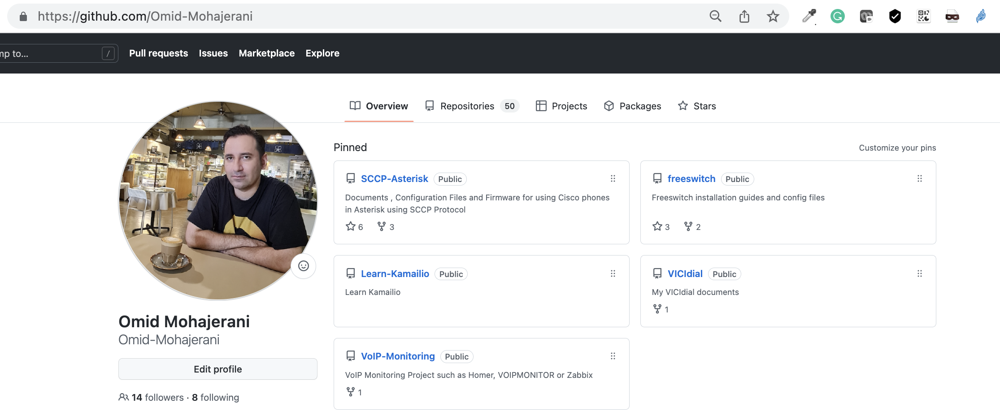 https://github.com/Omid-Mohajerani
mp to... /
Pull requests Issues Marketplace Explore
Overview Repositories 50 Projects Packages Stars
Pinned
Customize your pins
SCCP-Asterisk Public
Documents , Configuration Files and Firmware for using Cisco phones
in Asterisk using SCCP Protocol
6 3
freeswitch Public
Freeswitch installation guides and config files
3 2
Learn-Kamailio Public
Learn Kamailio
VICIdial Public
My VICIdial documents
1
VoIP-Monitoring Public
VoIP Monitoring Project such as Homer, VOIPMONITOR or Zabbix
1
Omid Mohajerani
Omid-Mohajerani
Edit profile
14 followers · 8 following